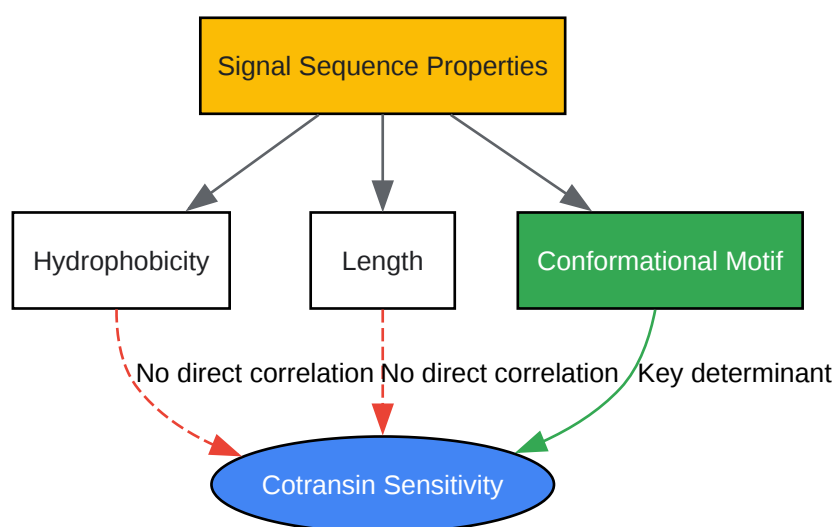 Signal Sequence Properties
Hydrophobicity
Length
Conformational Motif
No direct correlation
No direct correlation
Key determinant
Cotransin Sensitivity